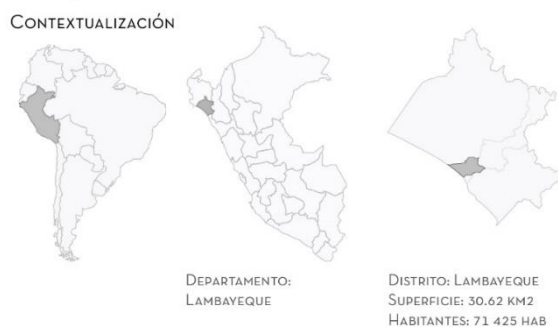 Contextualización
Departamento:
Lambayeque
Distrito: Lambayeque
Superficie: 30.62 km2
Habitantes: 71 425 hab